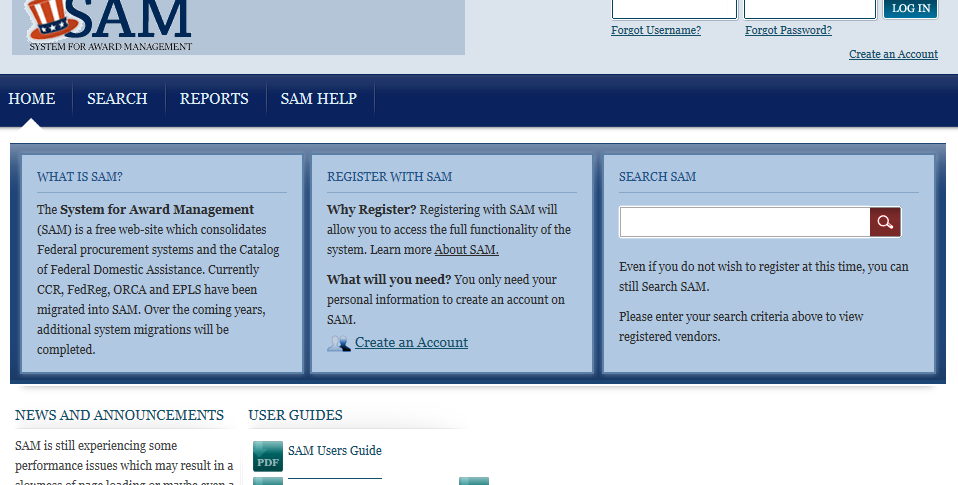 SAM
SYSTEM FOR AWARD MANAGEMENT
LOG IN
Forgot Username?
Forgot Password?
Create an Account
HOME
SEARCH
REPORTS
SAM HELP
WHAT IS SAM?
The System for Award Management
(SAM) is a free web-site which consolidates
Federal procurement systems and the Catalog
of Federal Domestic Assistance. Currently
CCR, FedReg, ORCA and EPLS have been
migrated into SAM. Over the coming years,
additional system migrations will be
completed.
REGISTER WITH SAM
Why Register? Registering with SAM will
allow you to access the full functionality of the
system. Learn more About SAM.
What will you need? You only need your
personal information to create an account on
SAM.
Create an Account
SEARCH SAM
Even if you do not wish to register at this time, you can
still Search SAM.
Please enter your search criteria above to view
registered vendors.
NEWS AND ANNOUNCEMENTS
SAM is still experiencing some
performance issues which may result in a
slowness of page loading or maybe even a
USER GUIDES
PDF
SAM Users Guide